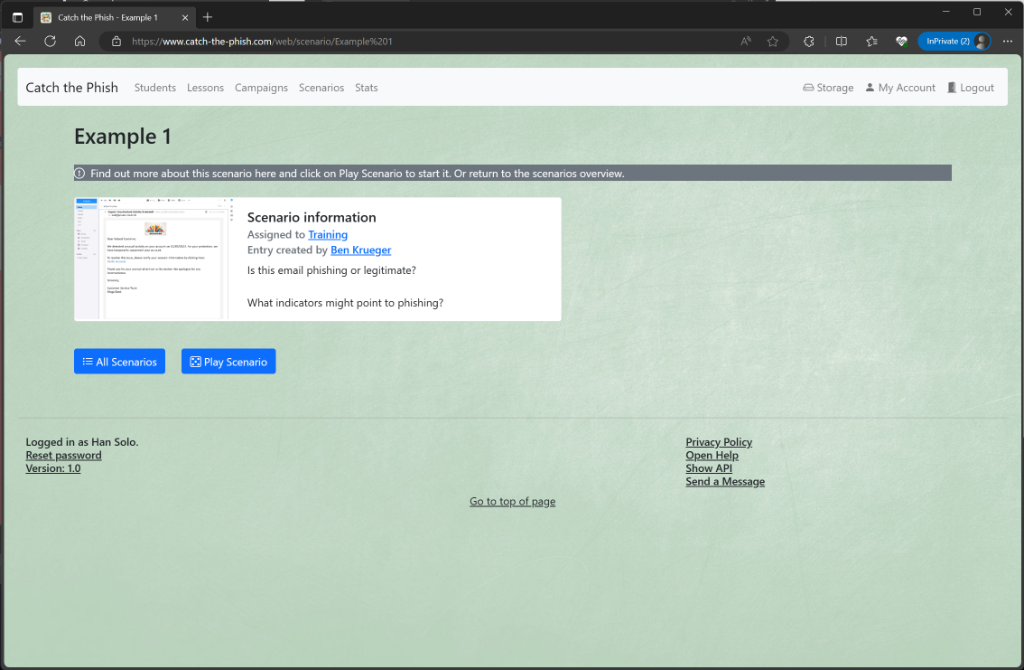 Catch the Phish - Example 1
https://www.catch-the-phish.com/web/scenario/Example%201
InPrivate (2)
Catch the Phish Students Lessons Campaigns Scenarios Stats Storage My Account Logout
Example 1
Find out more about this scenario here and click on Play Scenario to start it. Or return to the scenarios overview.
Scenario information
Assigned to Training
Entry created by Ben Krueger
Is this email phishing or legitimate?
What indicators might point to phishing?
All Scenarios Play Scenario
Logged in as Han Solo.
Reset password
Version: 1.0
Privacy Policy
Open Help
Show API
Send a Message
Go to top of page